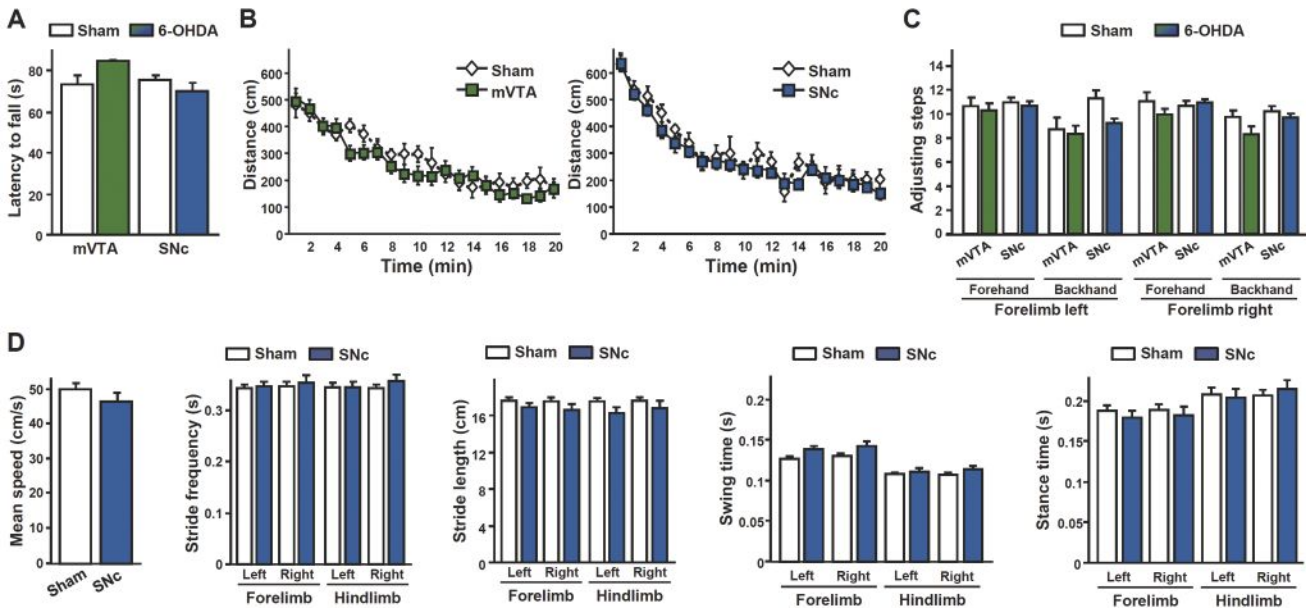 A
Sham 6-OHDA
Latency to fall (s)
80
60
40
20
0
mVTA SNc
B
Distance (cm)
600
500
400
300
200
100
0
Sham
mVTA
2 4 6 8 10 12 14 16 18 20
Time (min)
Distance (cm)
600
500
400
300
200
100
0
Sham
SNc
2 4 6 8 10 12 14 16 18 20
Time (min)
C
Sham 6-OHDA
Adjusting steps
14
12
10
8
6
4
2
0
mVTA SNc mVTA SNc mVTA SNc mVTA SNc
Forehand Backhand Forehand Backhand
Forelimb left Forelimb right
D
Mean speed (cm/s)
50
40
30
20
10
0
Sham SNc
Sham SNc
Stride frequency (s)
0.3
0.2
0.1
0
Left Right Left Right
Forelimb Hindlimb
Sham SNc
Stride length (cm)
16
12
8
4
0
Left Right Left Right
Forelimb Hindlimb
Sham SNc
Swing time (s)
0.2
0.15
0.1
0.05
0
Left Right Left Right
Forelimb Hindlimb
Sham SNc
Stance time (s)
0.2
0.15
0.1
0.05
0
Left Right Left Right
Forelimb Hindlimb